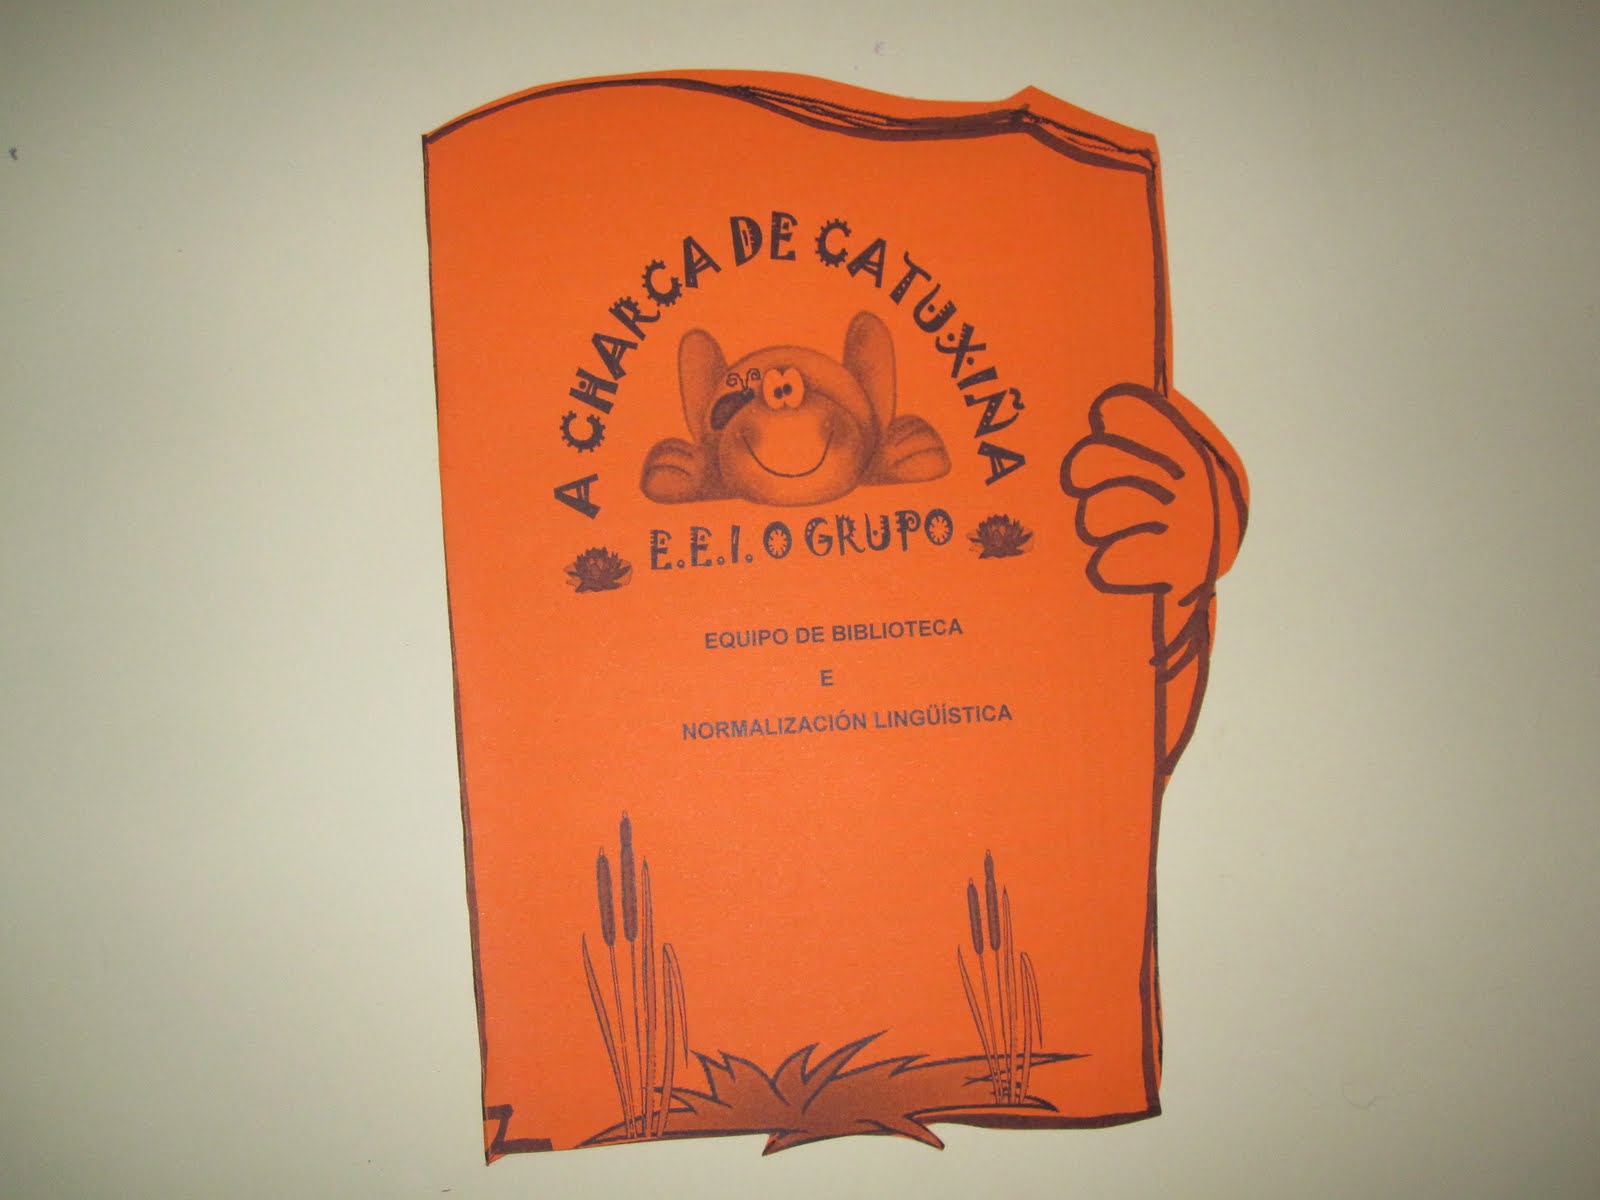 A CHARCA DE CATUXIÑA
E.E.I. O GRUPO
EQUIPO DE BIBLIOTECA
E
NORMALIZACIÓN LINGÜÍSTICA